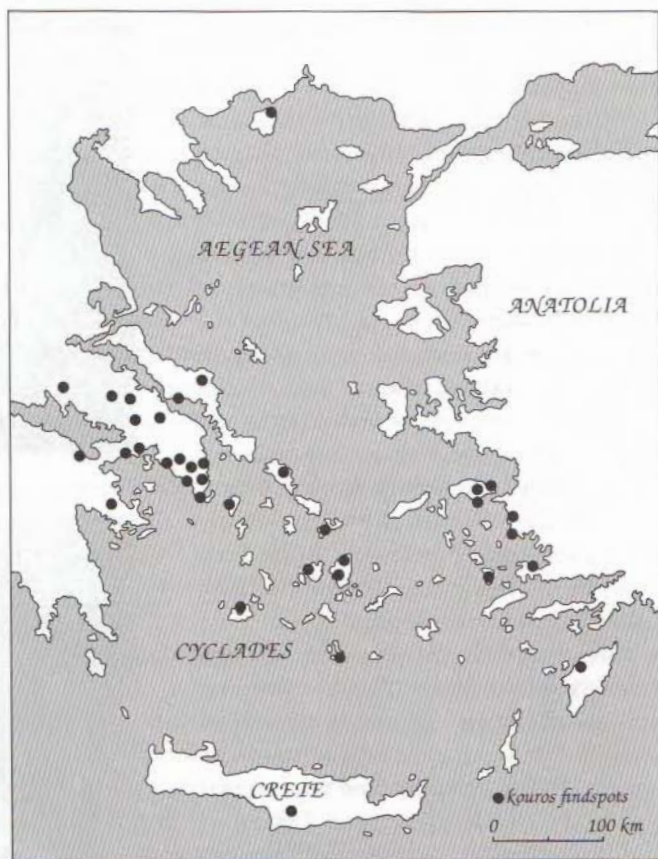 AEGEAN SEA
ANATOLIA
CYCLADES
CRETE
kouros findspots
0 100 km